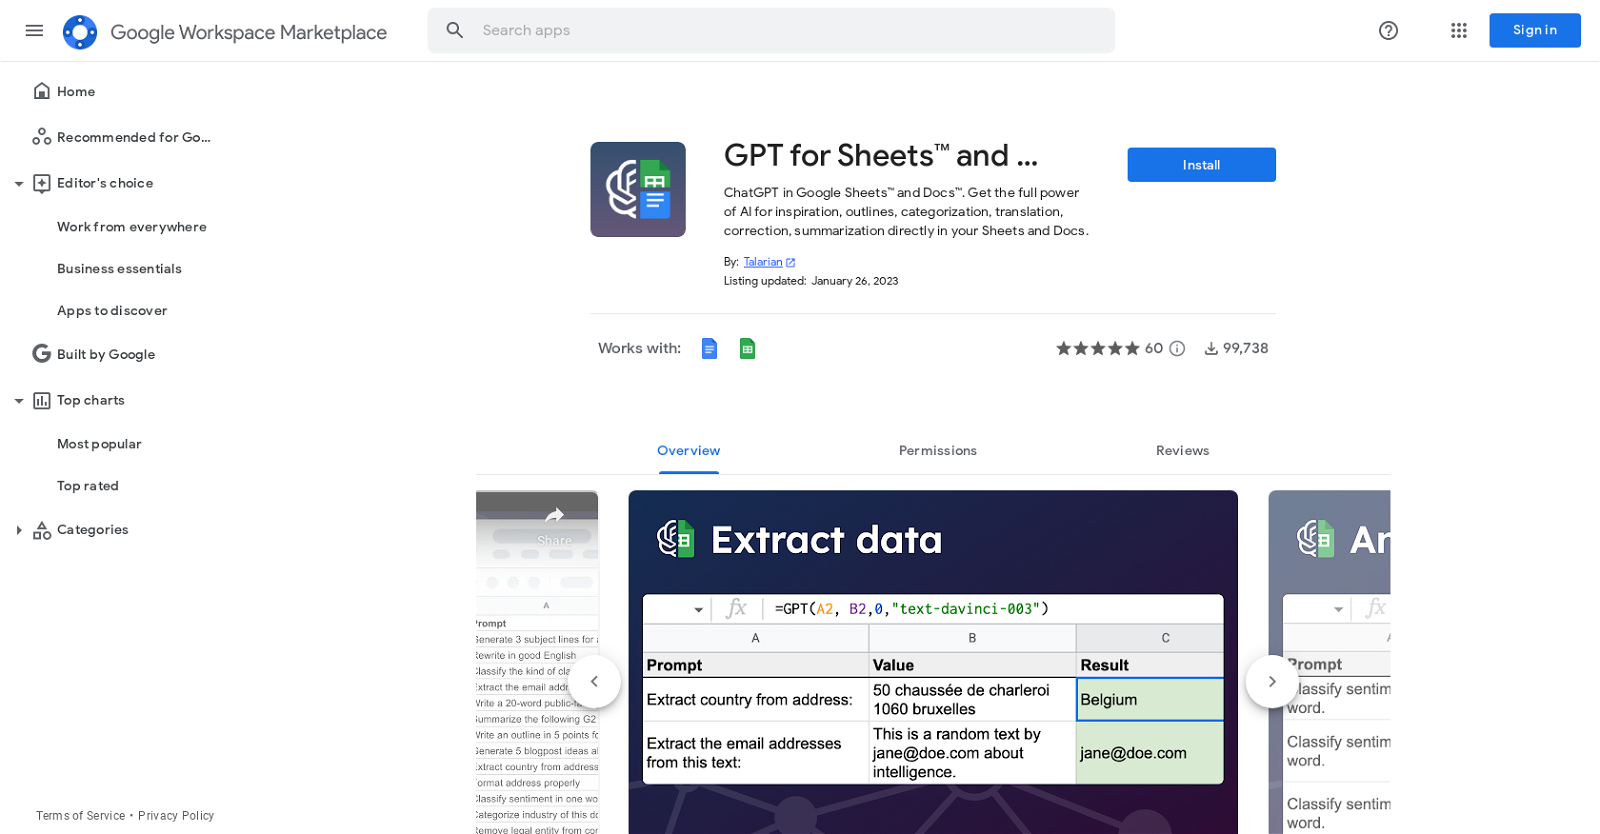 Google Workspace Marketplace
Search apps
Sign in
Home
Recommended for Go...
Editor's choice
Work from everywhere
Business essentials
Apps to discover
Built by Google
Top charts
Most popular
Top rated
Categories
Terms of Service • Privacy Policy
GPT for Sheets™ and ...
Install
ChatGPT in Google Sheets™ and Docs™. Get the full power
of AI for inspiration, outlines, categorization, translation,
correction, summarization directly in your Sheets and Docs.
By: Talarian
Listing updated: January 26, 2023
Works with:
60
99,738
Overview
Permissions
Reviews
Share
A
Prompt
Generate 3 subject lines for
Rewrite in good English
Classify the kind of
Extract the email
Write a 20-word
Summarize the following G2
Write an outline in 5 points
Generate 5 blogpost ideas
Extract country from address
Format address properly
Classify sentiment in one
Categorize industry of this
Remove legal entity from
Extract data
fx
=GPT(A2, B2,0,"text-davinci-003")
A B C
Prompt Value Result
Extract country from address:
50 chaussée de charleroi
1060 bruxelles
Belgium
Extract the email addresses
from this text:
This is a random text by
jane@doe.com about
intelligence.
jane@doe.com
fx
Prompt
Classify
word.
Classify
word.
Classify
word.